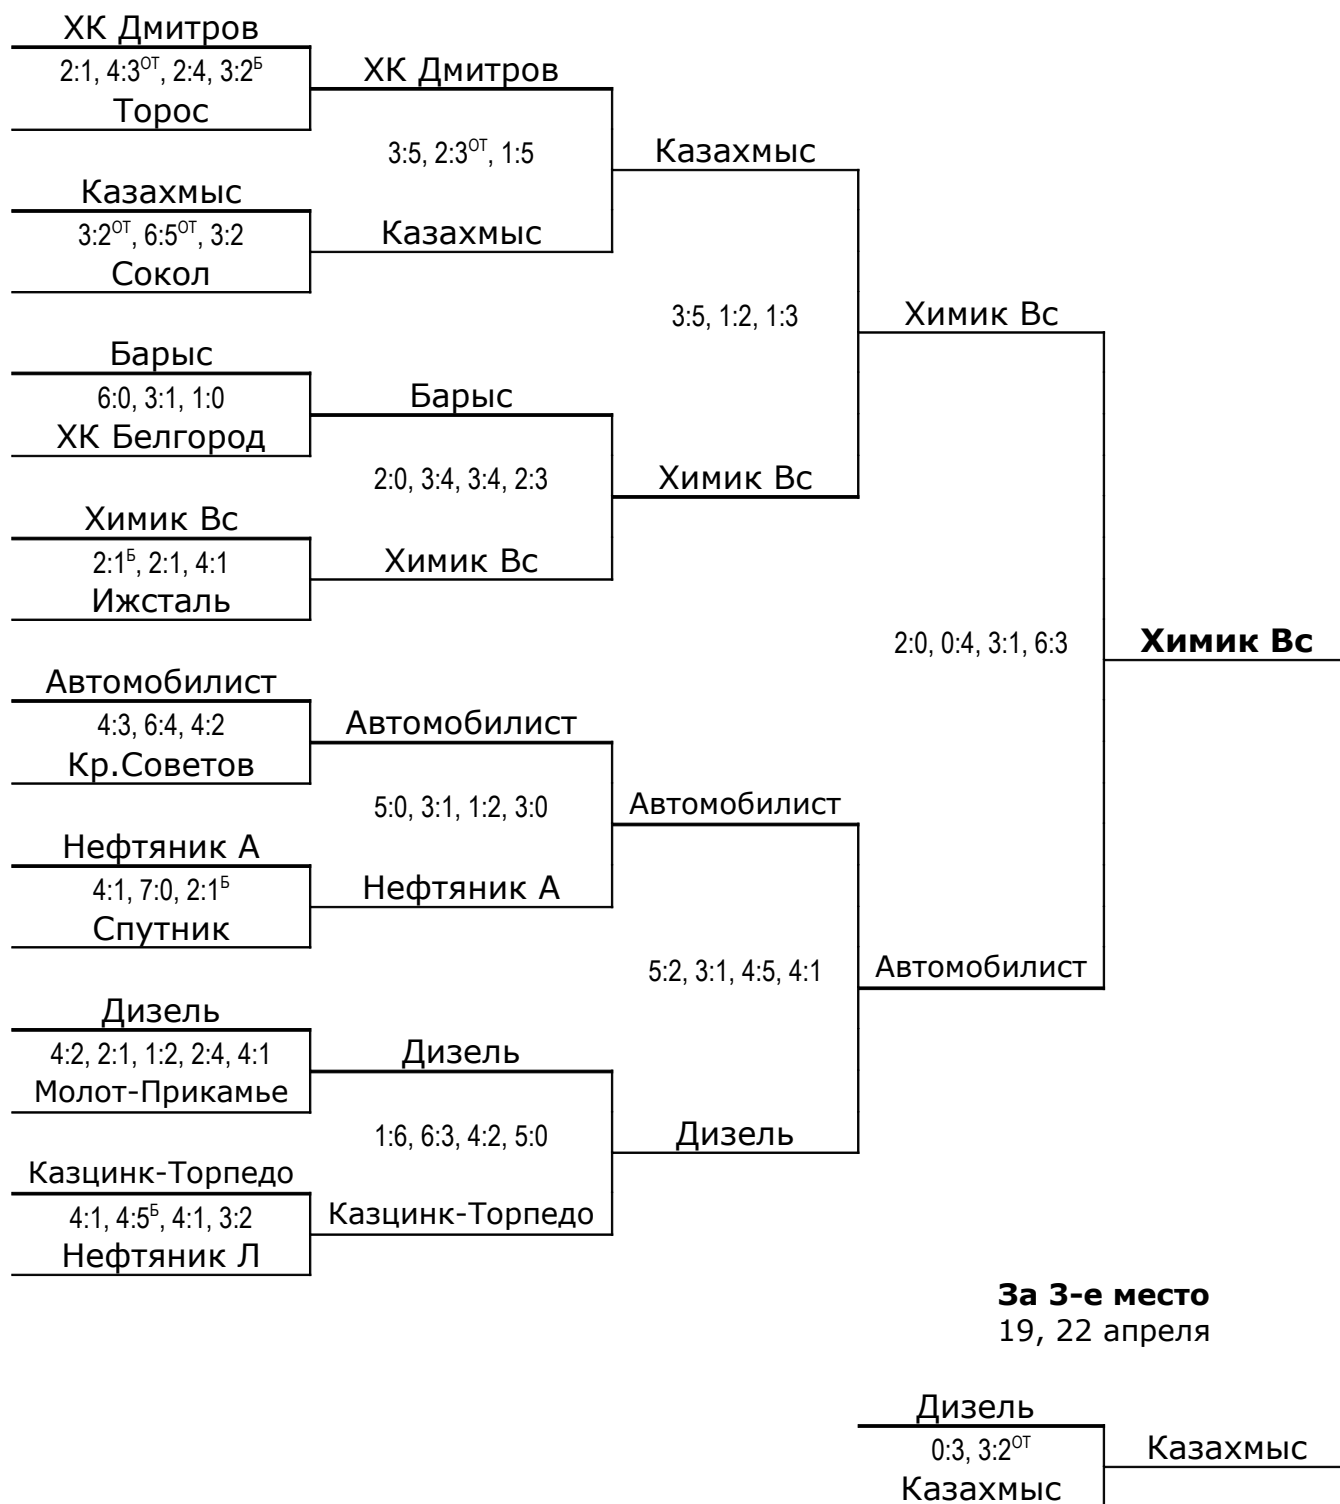 ХК Дмитров
2:1, 4:3ОТ, 2:4, 3:2Б
Торос
Казахмыс
3:2ОТ, 6:5ОТ, 3:2
Сокол
Барыс
6:0, 3:1, 1:0
ХК Белгород
Химик Вс
2:1Б, 2:1, 4:1
Ижсталь
Автомобилист
4:3, 6:4, 4:2
Кр.Советов
Нефтяник А
4:1, 7:0, 2:1Б
Спутник
Дизель
4:2, 2:1, 1:2, 2:4, 4:1
Молот-Прикамье
Казцинк-Торпедо
4:1, 4:5Б, 4:1, 3:2
Нефтяник Л
ХК Дмитров
3:5, 2:3ОТ, 1:5
Казахмыс
Барыс
2:0, 3:4, 3:4, 2:3
Химик Вс
Автомобилист
5:0, 3:1, 1:2, 3:0
Нефтяник А
Дизель
1:6, 6:3, 4:2, 5:0
Казцинк-Торпедо
Казахмыс
3:5, 1:2, 1:3
Химик Вс
Автомобилист
5:2, 3:1, 4:5, 4:1
Дизель
Химик Вс
2:0, 0:4, 3:1, 6:3
Автомобилист
Химик Вс
За 3-е место
19, 22 апреля
Дизель
0:3, 3:2ОТ
Казахмыс
Казахмыс